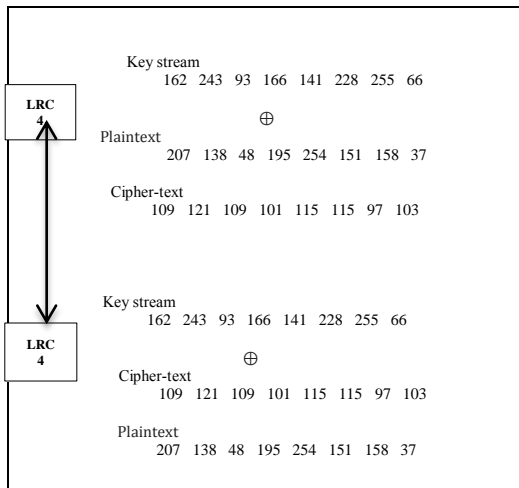 Key stream
162 243 93 166 141 228 255 66
LRC
4
⊕
Plaintext
207 138 48 195 254 151 158 37
Cipher-text
109 121 109 101 115 115 97 103
Key stream
162 243 93 166 141 228 255 66
LRC
4
⊕
Cipher-text
109 121 109 101 115 115 97 103
Plaintext
207 138 48 195 254 151 158 37